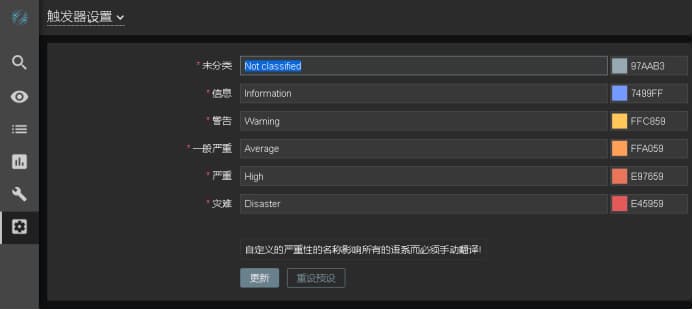 触发器设置
* 未分类 Not classified 97AAB3
* 信息 Information 7499FF
* 警告 Warning FFC859
* 一般严重 Average FFA059
* 严重 High E97659
* 灾难 Disaster E45959
自定义的严重性的名称影响所有的语系而必须手动翻译!
更新 重设预设